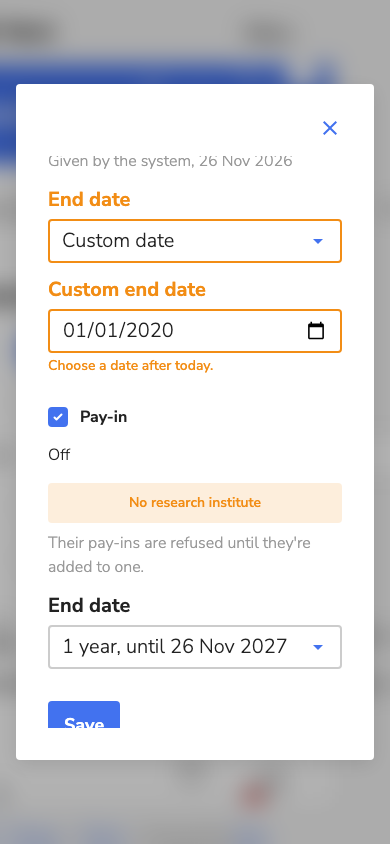 Given by the system, 26 Nov 2026
End date
Custom date
Custom end date
01/01/2020
Choose a date after today.
Pay-in
Off
No research institute
Their pay-ins are refused until they're
added to one.
End date
1 year, until 26 Nov 2027
Save